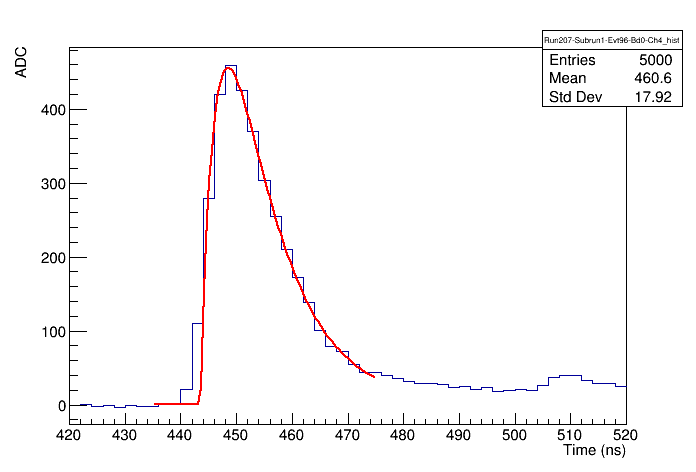 Run207-Subrun1-Evt96-Bd0-Ch4_hist
Entries 5000
Mean 460.6
Std Dev 17.92
ADC
400
300
200
100
0
420 430 440 450 460 470 480 490 500 510 520
Time (ns)